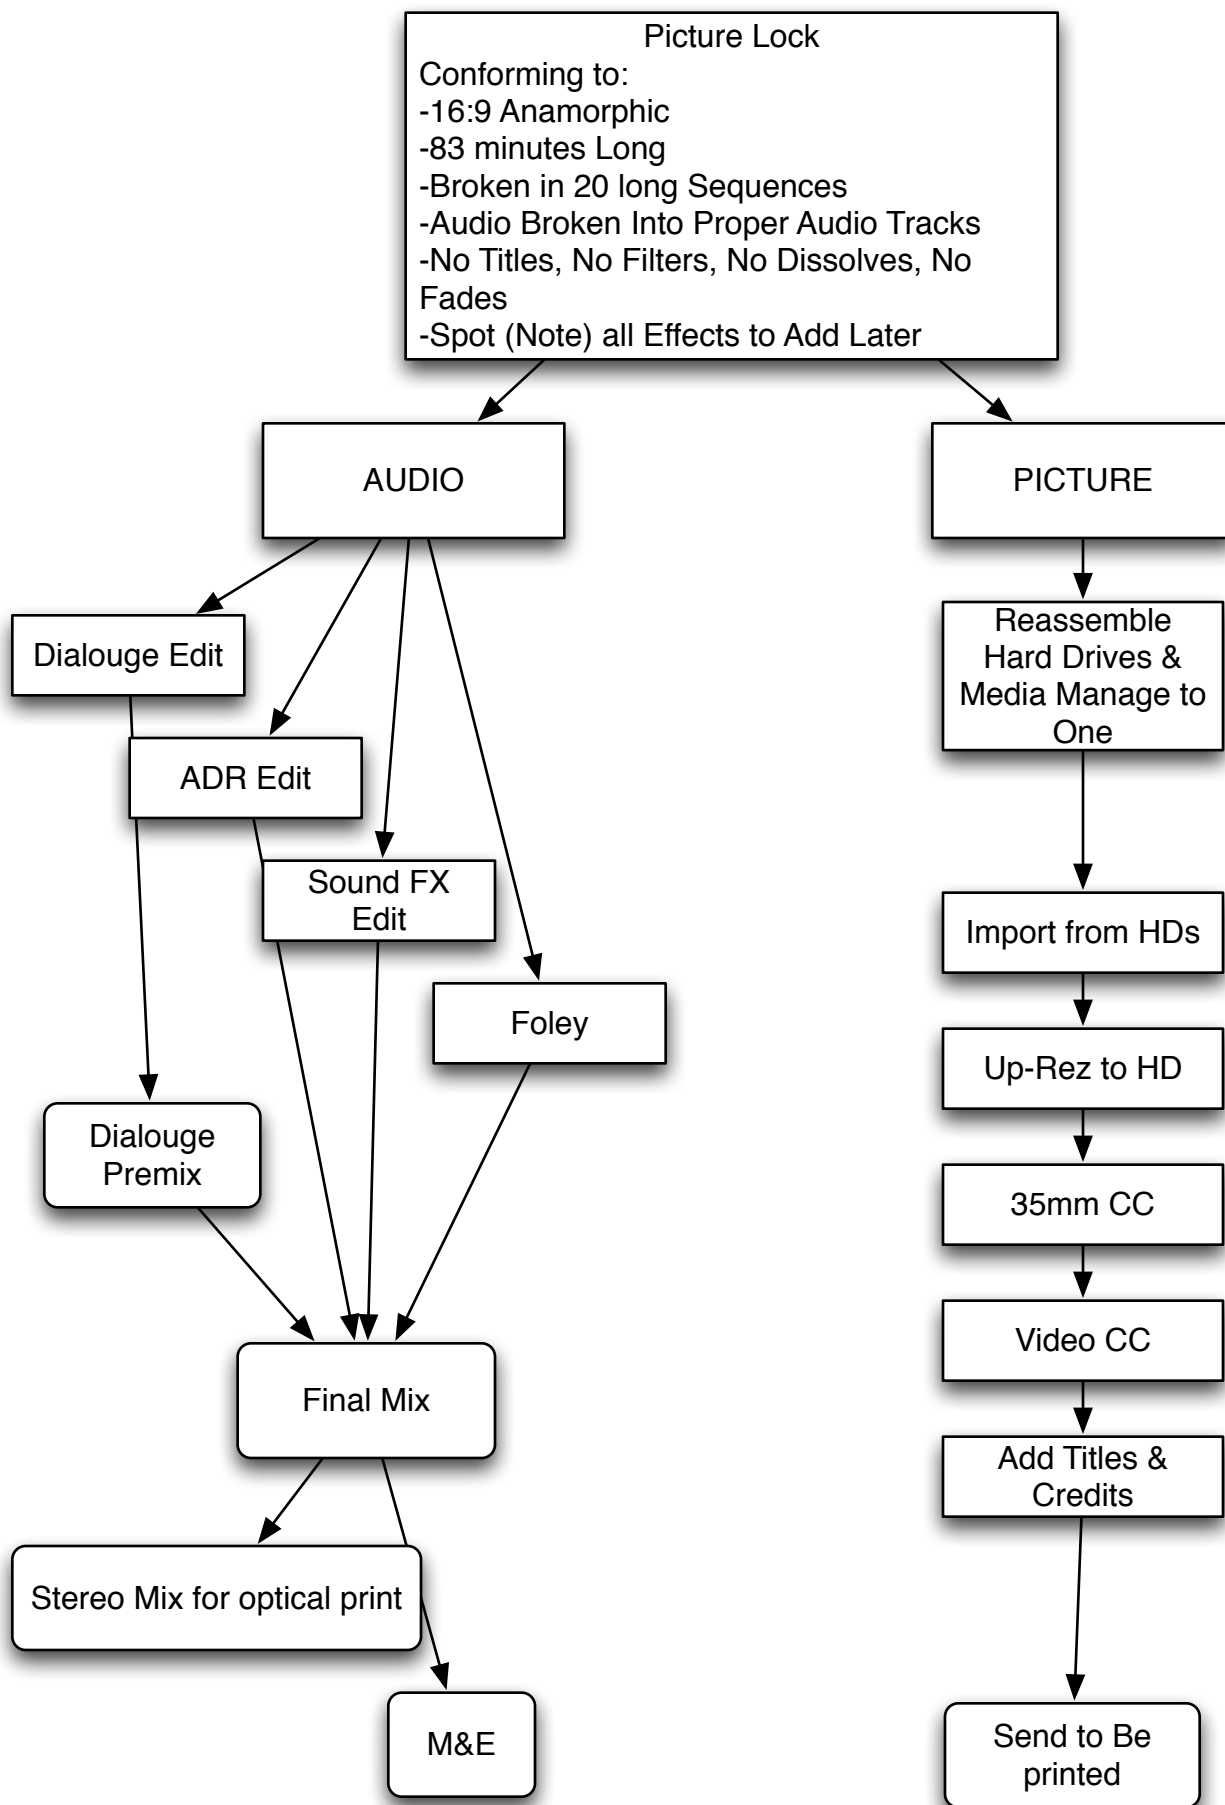 Picture Lock
Conforming to:
-16:9 Anamorphic
-83 minutes Long
-Broken in 20 long Sequences
-Audio Broken Into Proper Audio Tracks
-No Titles, No Filters, No Dissolves, No
Fades
-Spot (Note) all Effects to Add Later
AUDIO
PICTURE
Dialouge Edit
ADR Edit
Sound FX
Edit
Foley
Dialouge
Premix
Final Mix
Stereo Mix for optical print
M&E
Reassemble
Hard Drives &
Media Manage to
One
Import from HDs
Up-Rez to HD
35mm CC
Video CC
Add Titles &
Credits
Send to Be
printed